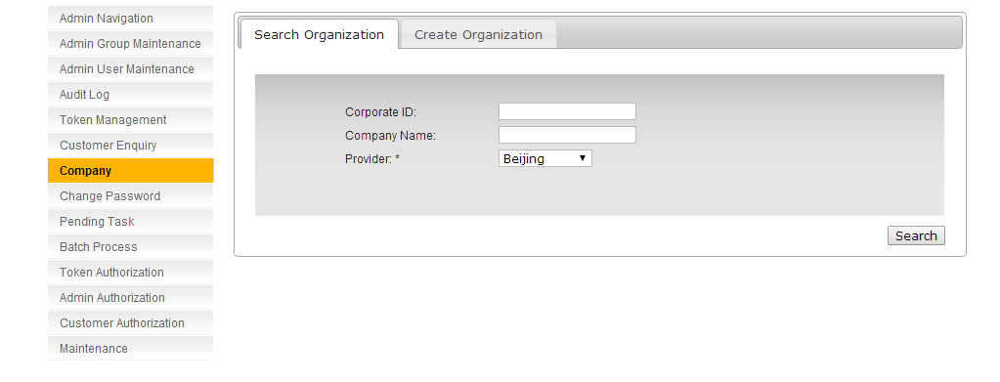 Admin Navigation
Admin Group Maintenance
Admin User Maintenance
Audit Log
Token Management
Customer Enquiry
Company
Change Password
Pending Task
Batch Process
Token Authorization
Admin Authorization
Customer Authorization
Maintenance
Search Organization
Create Organization
Corporate ID:
Company Name:
Provider: * Beijing
Search